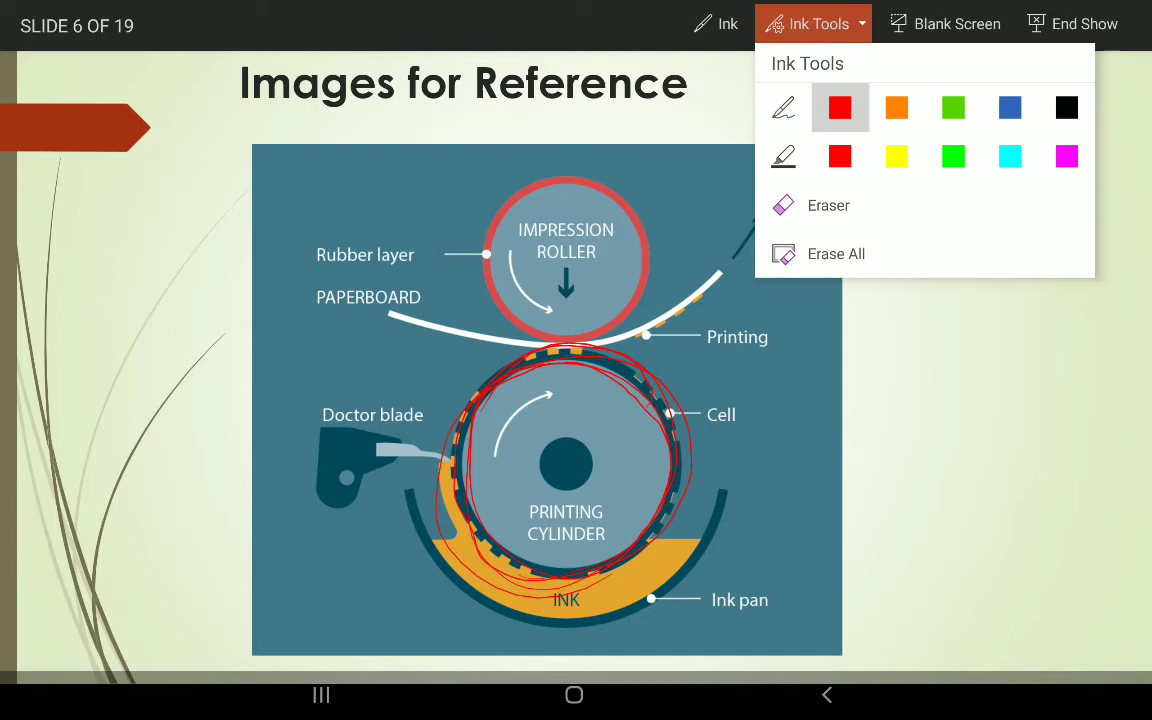 SLIDE 6 OF 19
Ink
Ink Tools
Blank Screen
End Show
Ink Tools
Images for Reference
Eraser
Erase All
IMPRESSION
ROLLER
Rubber layer
PAPERBOARD
Printing
Doctor blade
Cell
PRINTING
CYLINDER
INK
Ink pan